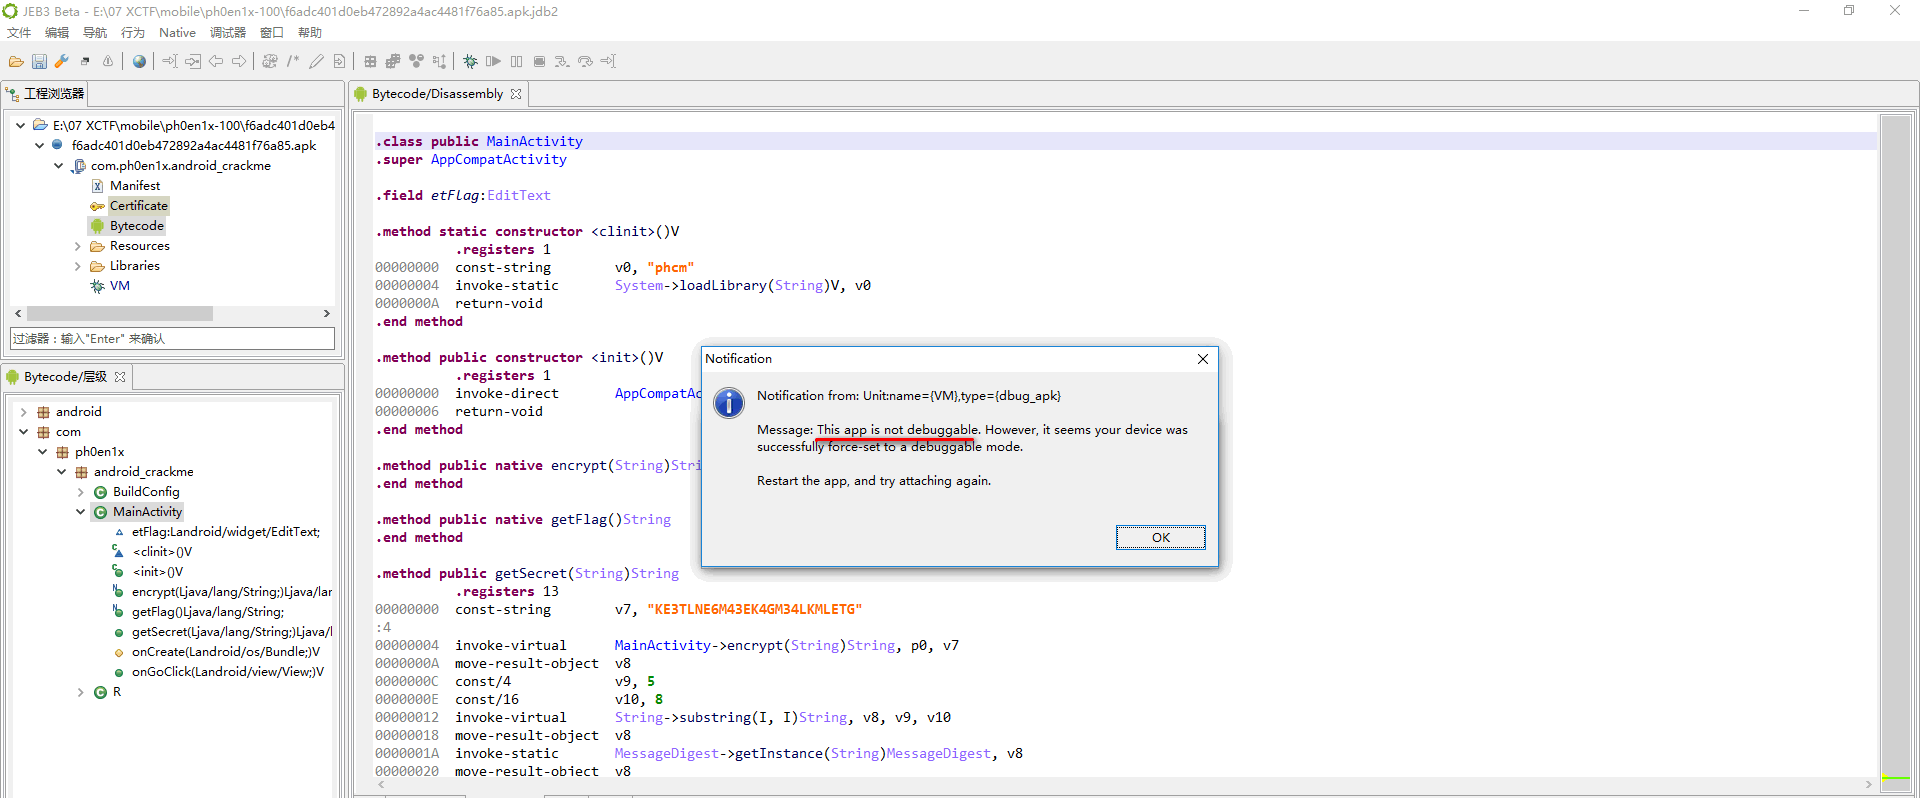 JEB3 Beta - E:\07 XCTF\mobile\ph0en1x-100\f6adc401d0eb472892a4ac4481f76a85.apk.jdb2
文件 编辑 导航 行为 Native 调试器 窗口 帮助
工程浏览器
E:\07 XCTF\mobile\ph0en1x-100\f6adc401d0eb4
f6adc401d0eb472892a4ac4481f76a85.apk
com.ph0en1x.android_crackme
Manifest
Certificate
Bytecode
Resources
Libraries
VM
过滤器：输入"Enter" 来确认
Bytecode/层级
android
com
ph0en1x
android_crackme
BuildConfig
MainActivity
etFlag:Landroid/widget/EditText;
<clinit>()V
<init>()V
encrypt(Ljava/lang/String;)Ljava/lar
getFlag()Ljava/lang/String;
getSecret(Ljava/lang/String;)Ljava/l
onCreate(Landroid/os/Bundle;)V
onGoClick(Landroid/view/View;)V
R
Bytecode/Disassembly
.class public MainActivity
.super AppCompatActivity
.field etFlag:EditText
.method static constructor <clinit>()V
.registers 1
00000000 const-string v0, "phcm"
00000004 invoke-static System->loadLibrary(String)V, v0
0000000A return-void
.end method
.method public constructor <init>()V
.registers 1
00000000 invoke-direct AppCompatAc
00000006 return-void
.end method
.method public native encrypt(String)Stri
.end method
.method public native getFlag()String
.end method
.method public getSecret(String)String
.registers 13
00000000 const-string v7, "KE3TLNE6M43EK4GM34LKMLETG"
:4
00000004 invoke-virtual MainActivity->encrypt(String)String, p0, v7
0000000A move-result-object v8
0000000C const/4 v9, 5
0000000E const/16 v10, 8
00000012 invoke-virtual String->substring(I, I)String, v8, v9, v10
00000018 move-result-object v8
0000001A invoke-static MessageDigest->getInstance(String)MessageDigest, v8
00000020 move-result-object v8
Notification
Notification from: Unit:name={VM},type={dbug_apk}
Message: This app is not debuggable. However, it seems your device was
successfully force-set to a debuggable mode.
Restart the app, and try attaching again.
OK